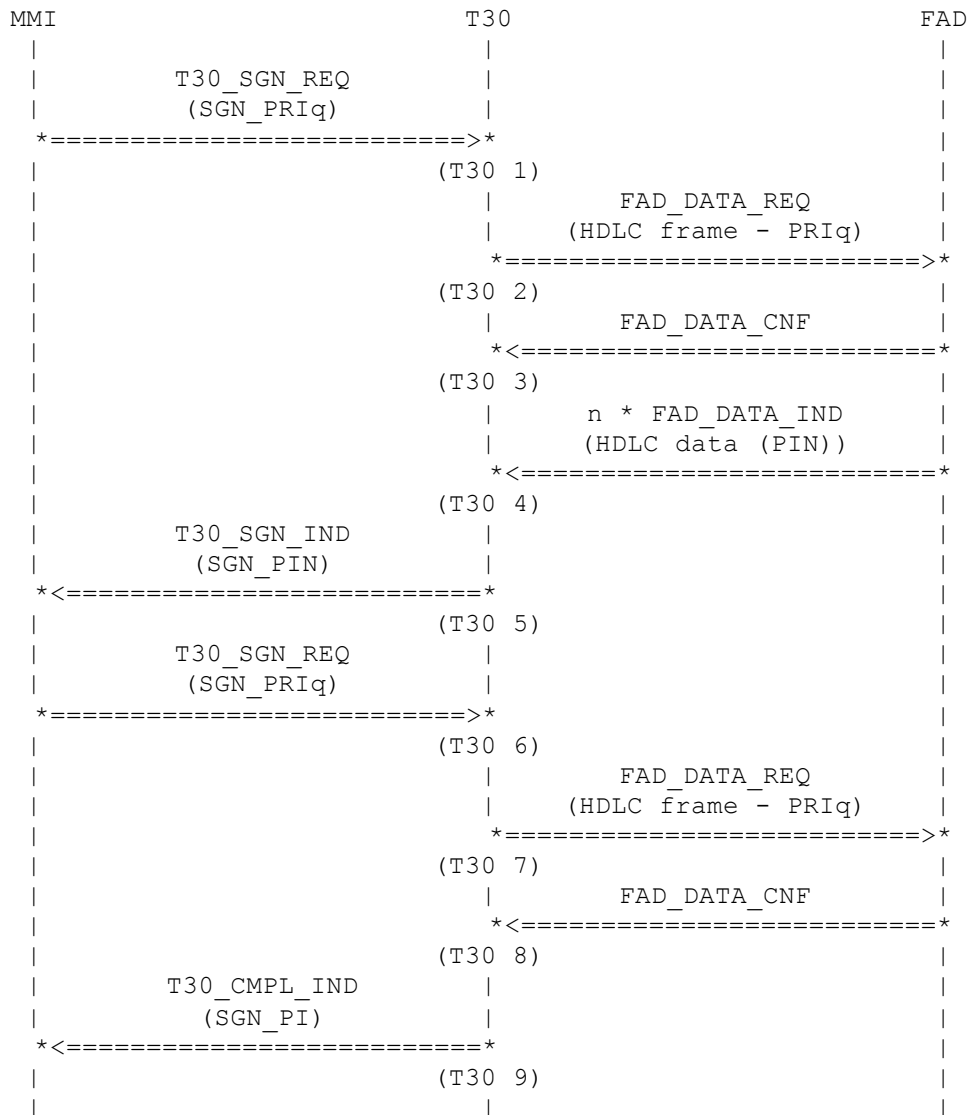 MMI T30 FAD
| | |
| T30_SGN_REQ | |
| (SGN_PRIq) | |
*==========================>* |
| (T30 1) |
| | FAD_DATA_REQ |
| | (HDLC frame - PRIq) |
| *==========================>*
| (T30 2) |
| | FAD_DATA_CNF |
| *<==========================*
| (T30 3) |
| | n * FAD_DATA_IND |
| | (HDLC data (PIN)) |
| *<==========================*
| (T30 4) |
| T30_SGN_IND | |
| (SGN_PIN) | |
*<==========================* |
| (T30 5) |
| T30_SGN_REQ | |
| (SGN_PRIq) | |
*==========================>* |
| (T30 6) |
| | FAD_DATA_REQ |
| | (HDLC frame - PRIq) |
| *==========================>*
| (T30 7) |
| | FAD_DATA_CNF |
| *<==========================*
| (T30 8) |
| T30_CMPL_IND | |
| (SGN_PI) | |
*<==========================* |
| (T30 9) |
| | |